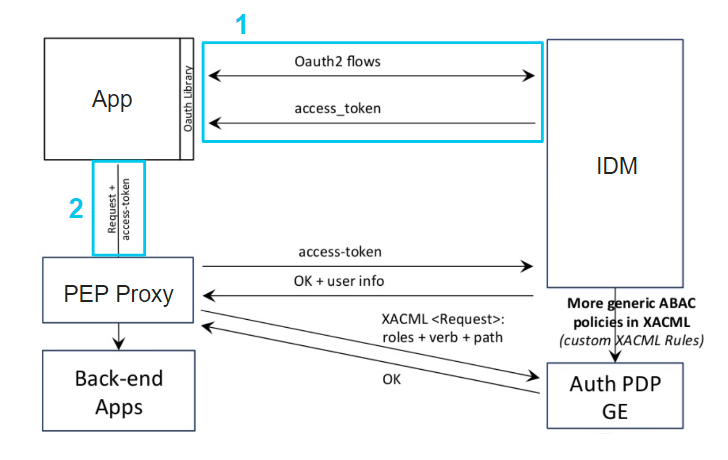 1
Oauth2 flows
access_token
App
Oauth Library
IDM
2
Request +
access-token
access-token
OK + user info
PEP Proxy
More generic ABAC
policies in XACML
(custom XACML Rules)
XACML <Request>:
roles + verb + path
OK
Back-end
Apps
Auth PDP
GE